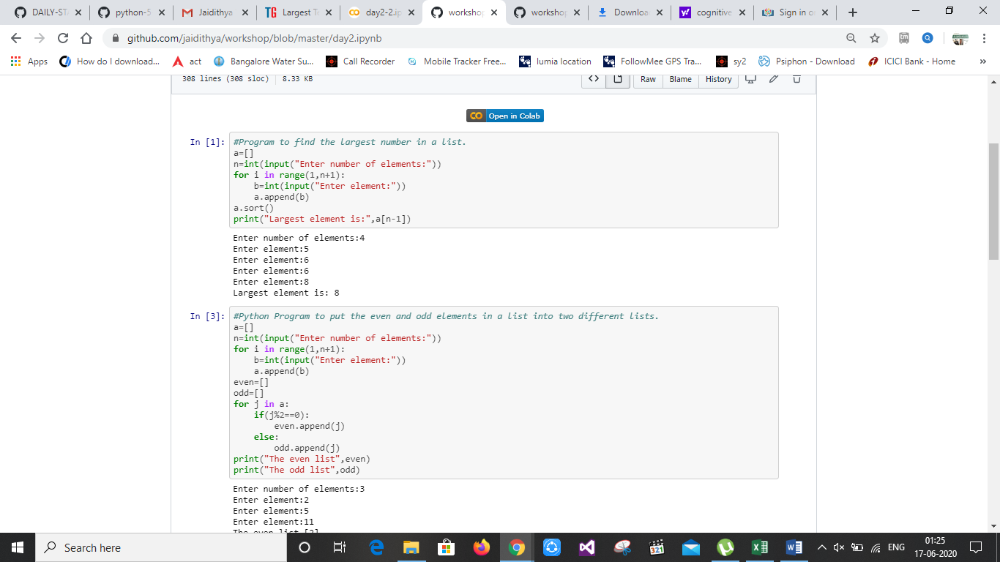 DAILY-ST
python-5
Jaidithya
Largest T
day2-2.ip
workshop
workshop
Downloa
cognitive
Sign in o
github.com/jaidithya/workshop/blob/master/day2.ipynb
Apps
How do I download...
act
Bangalore Water Su...
Call Recorder
Mobile Tracker Free...
lumia location
FollowMee GPS Tra...
sy2
Psiphon - Download
ICICI Bank - Home
»
308 lines (308 sloc) 8.33 KB
<> Raw Blame History
Open in Colab
In [1]: #Program to find the largest number in a list.
a=[]
n=int(input("Enter number of elements:"))
for i in range(1,n+1):
    b=int(input("Enter element:"))
    a.append(b)
a.sort()
print("Largest element is:",a[n-1])
Enter number of elements:4
Enter element:5
Enter element:6
Enter element:6
Enter element:8
Largest element is: 8
In [3]: #Python Program to put the even and odd elements in a list into two different lists.
a=[]
n=int(input("Enter number of elements:"))
for i in range(1,n+1):
    b=int(input("Enter element:"))
    a.append(b)
even=[]
odd=[]
for j in a:
    if(j%2==0):
        even.append(j)
    else:
        odd.append(j)
print("The even list",even)
print("The odd list",odd)
Enter number of elements:3
Enter element:2
Enter element:5
Enter element:11
The even list [2]
Search here
ENG
01:25
17-06-2020